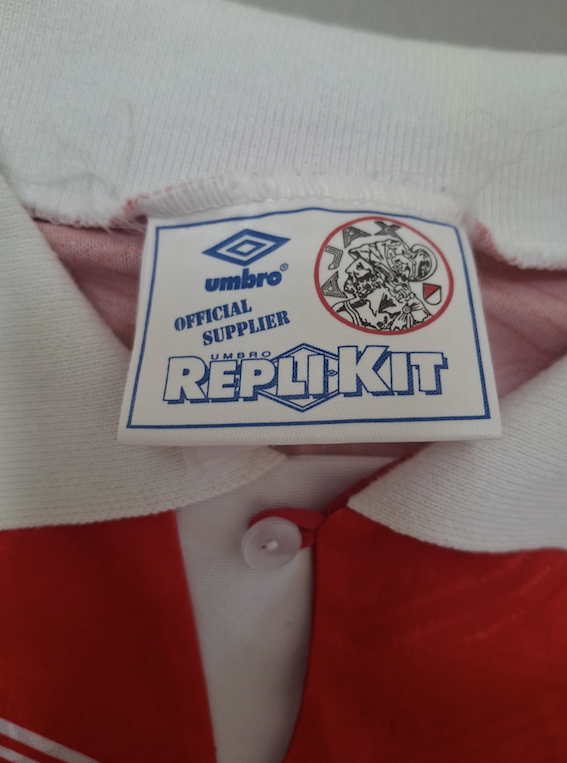 umbro®
AJAX
OFFICIAL
SUPPLIER
UMBRO
REPLI-KIT